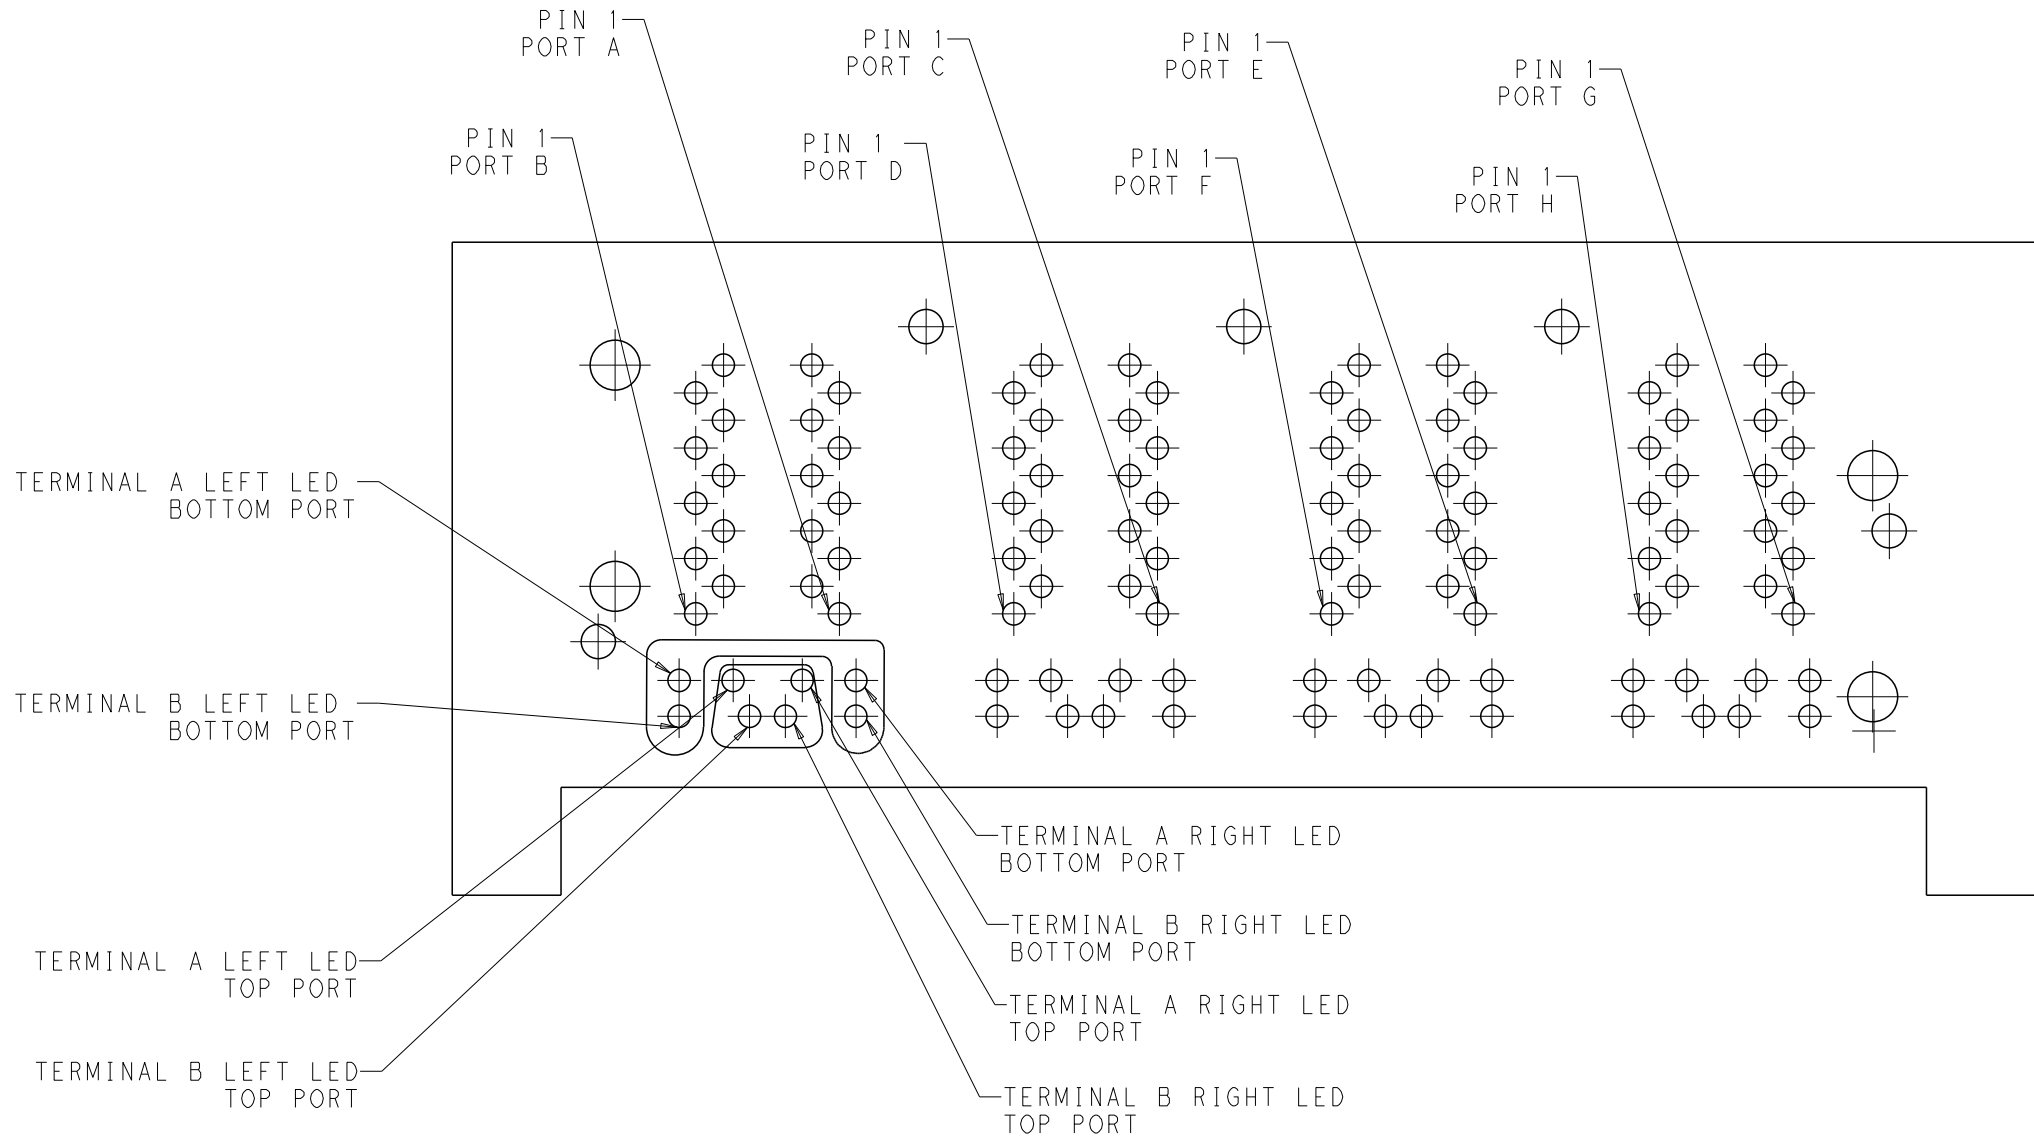 PIN 1
PORT A
PIN 1
PORT C
PIN 1
PORT E
PIN 1
PORT G
PIN 1
PORT B
PIN 1
PORT D
PIN 1
PORT F
PIN 1
PORT H
TERMINAL A LEFT LED
BOTTOM PORT
TERMINAL B LEFT LED
BOTTOM PORT
TERMINAL A RIGHT LED
BOTTOM PORT
TERMINAL B RIGHT LED
BOTTOM PORT
TERMINAL A LEFT LED
TOP PORT
TERMINAL A RIGHT LED
TOP PORT
TERMINAL B LEFT LED
TOP PORT
TERMINAL B RIGHT LED
TOP PORT